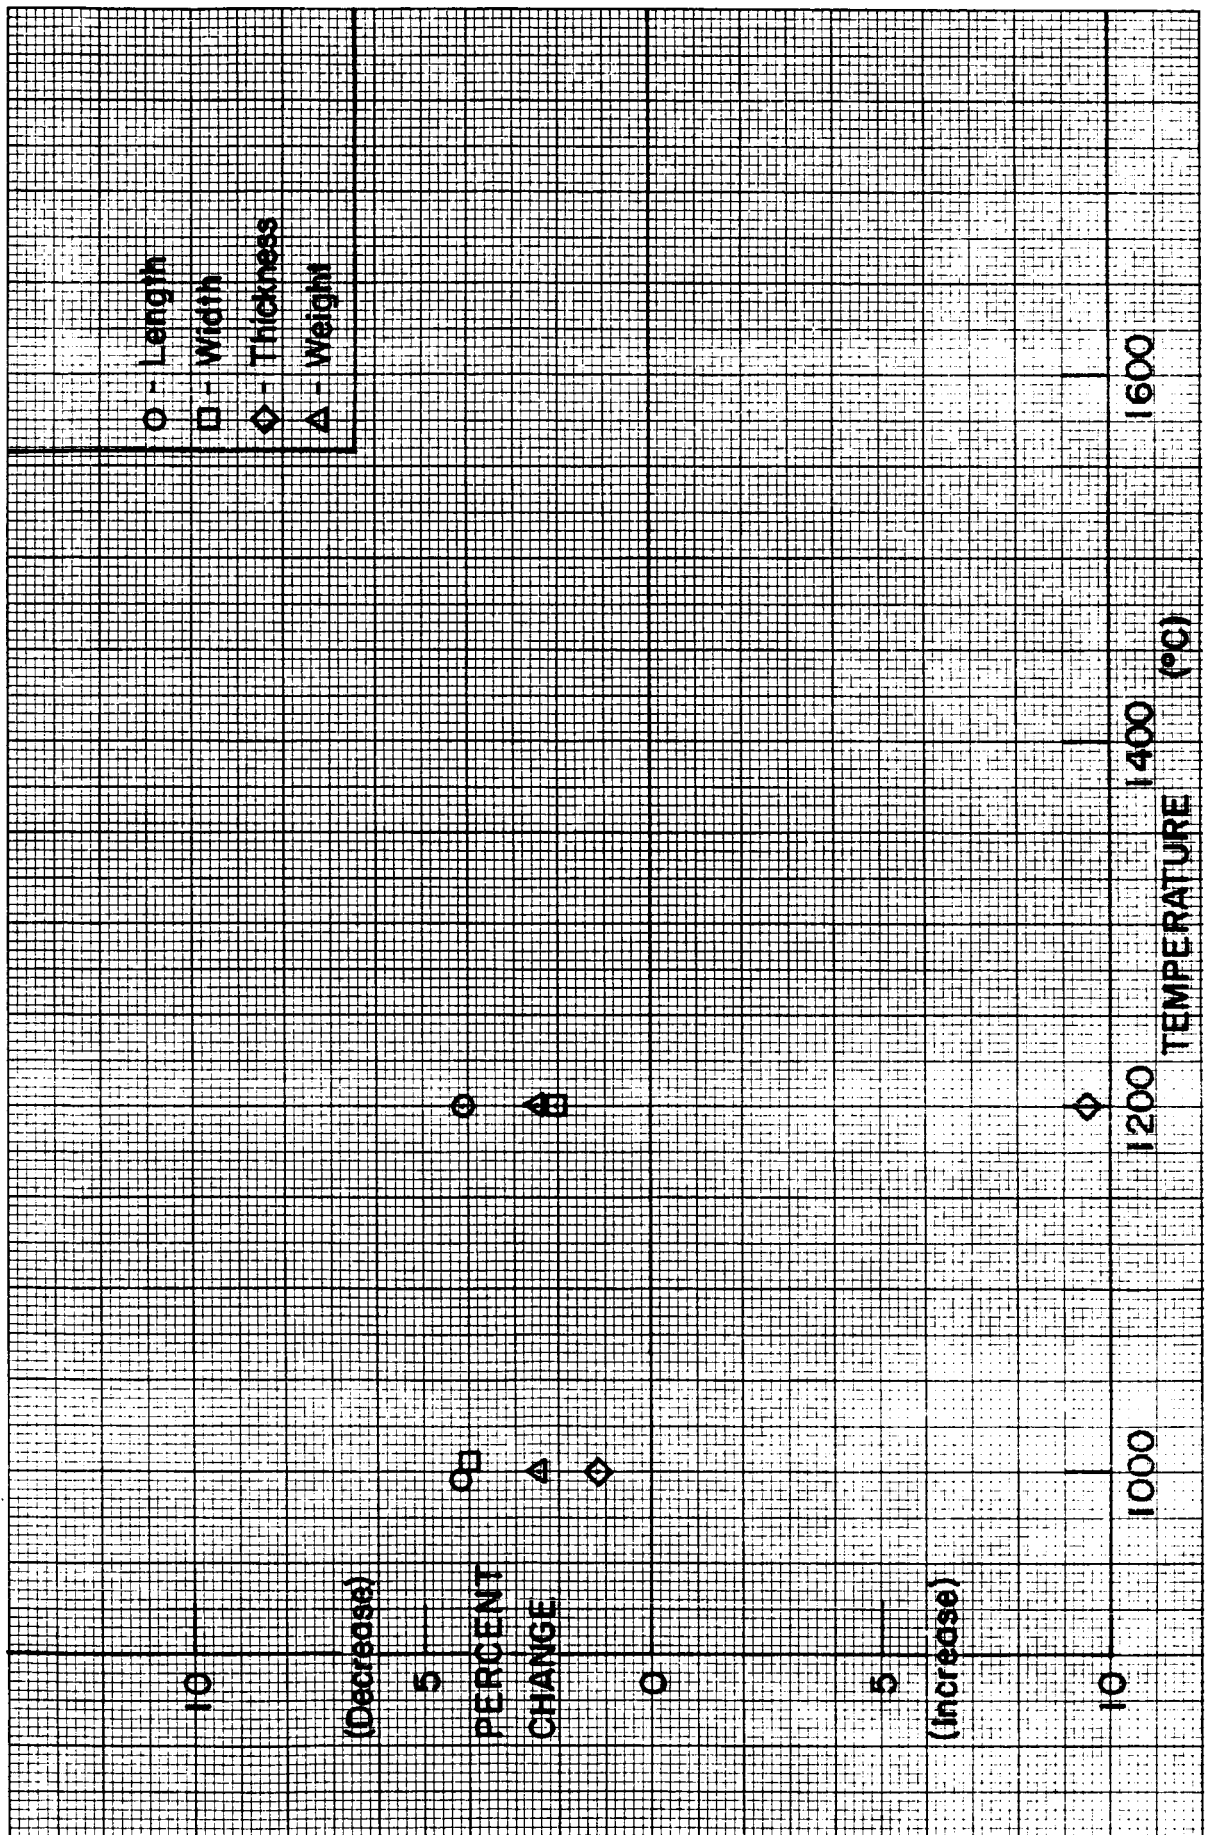 ○ - Length
□ - Width
◇ - Thickness
△ - Weight
10
(Decrease)
5
PERCENT
CHANGE
0
5
(Increase)
10
1000
1200
1400
1600
TEMPERATURE (°C)